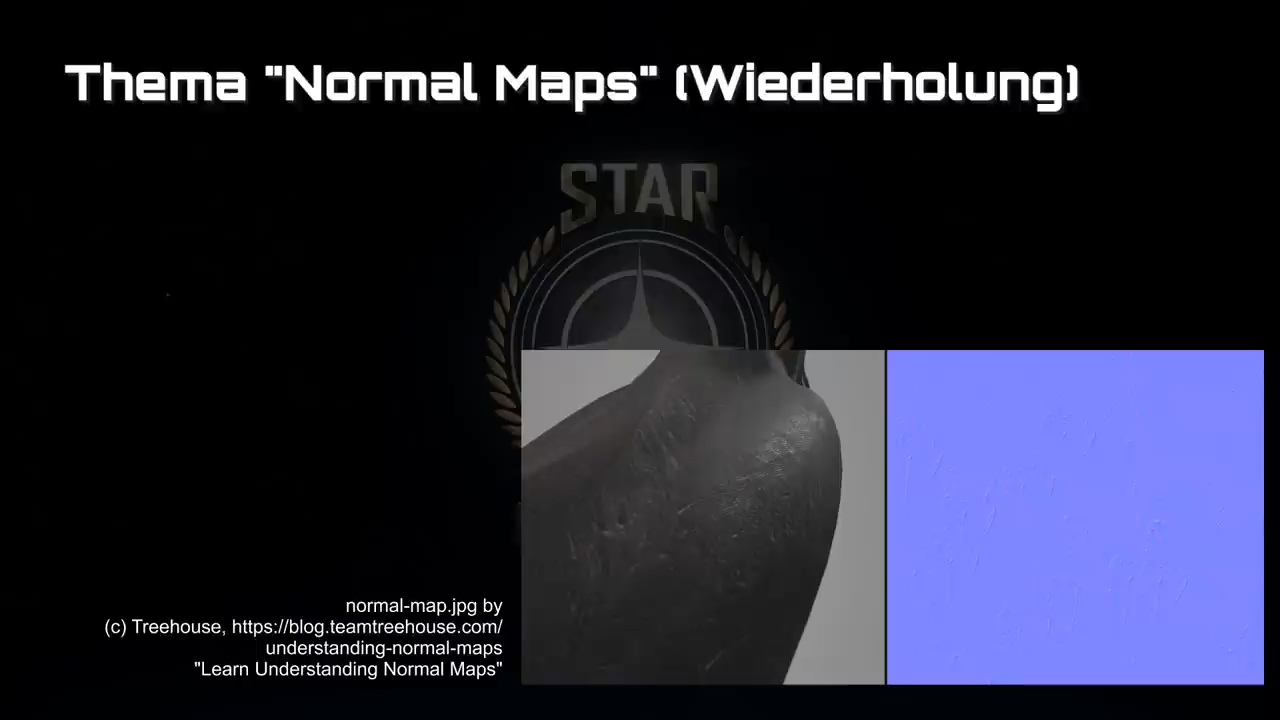 Thema "Normal Maps" (Wiederholung)
STAR
normal-map.jpg by
(c) Treehouse, https://blog.teamtreehouse.com/
understanding-normal-maps
"Learn Understanding Normal Maps"